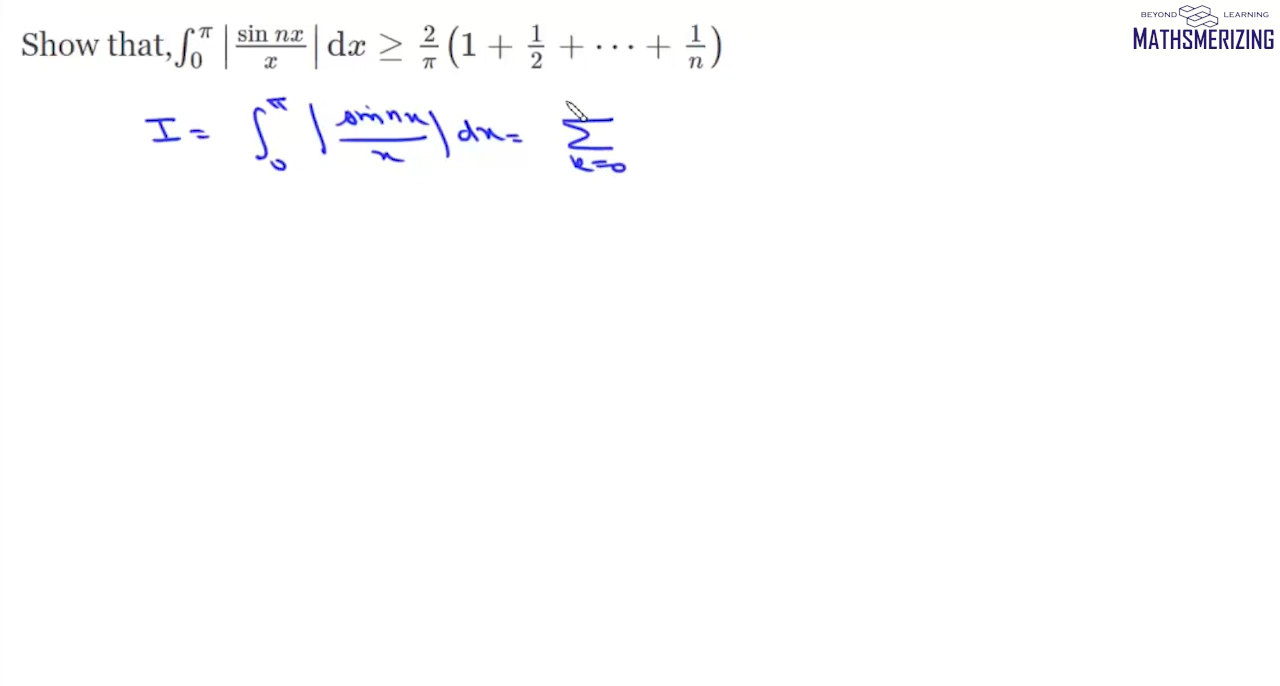 BEYOND LEARNING
MATHSMERIZING
Show that, ∫₀^π |sin nx / x| dx ≥ 2/π (1 + 1/2 + ⋯ + 1/n)
I = ∫₀^π |sin nx / x| dx = Σ_{k=0}